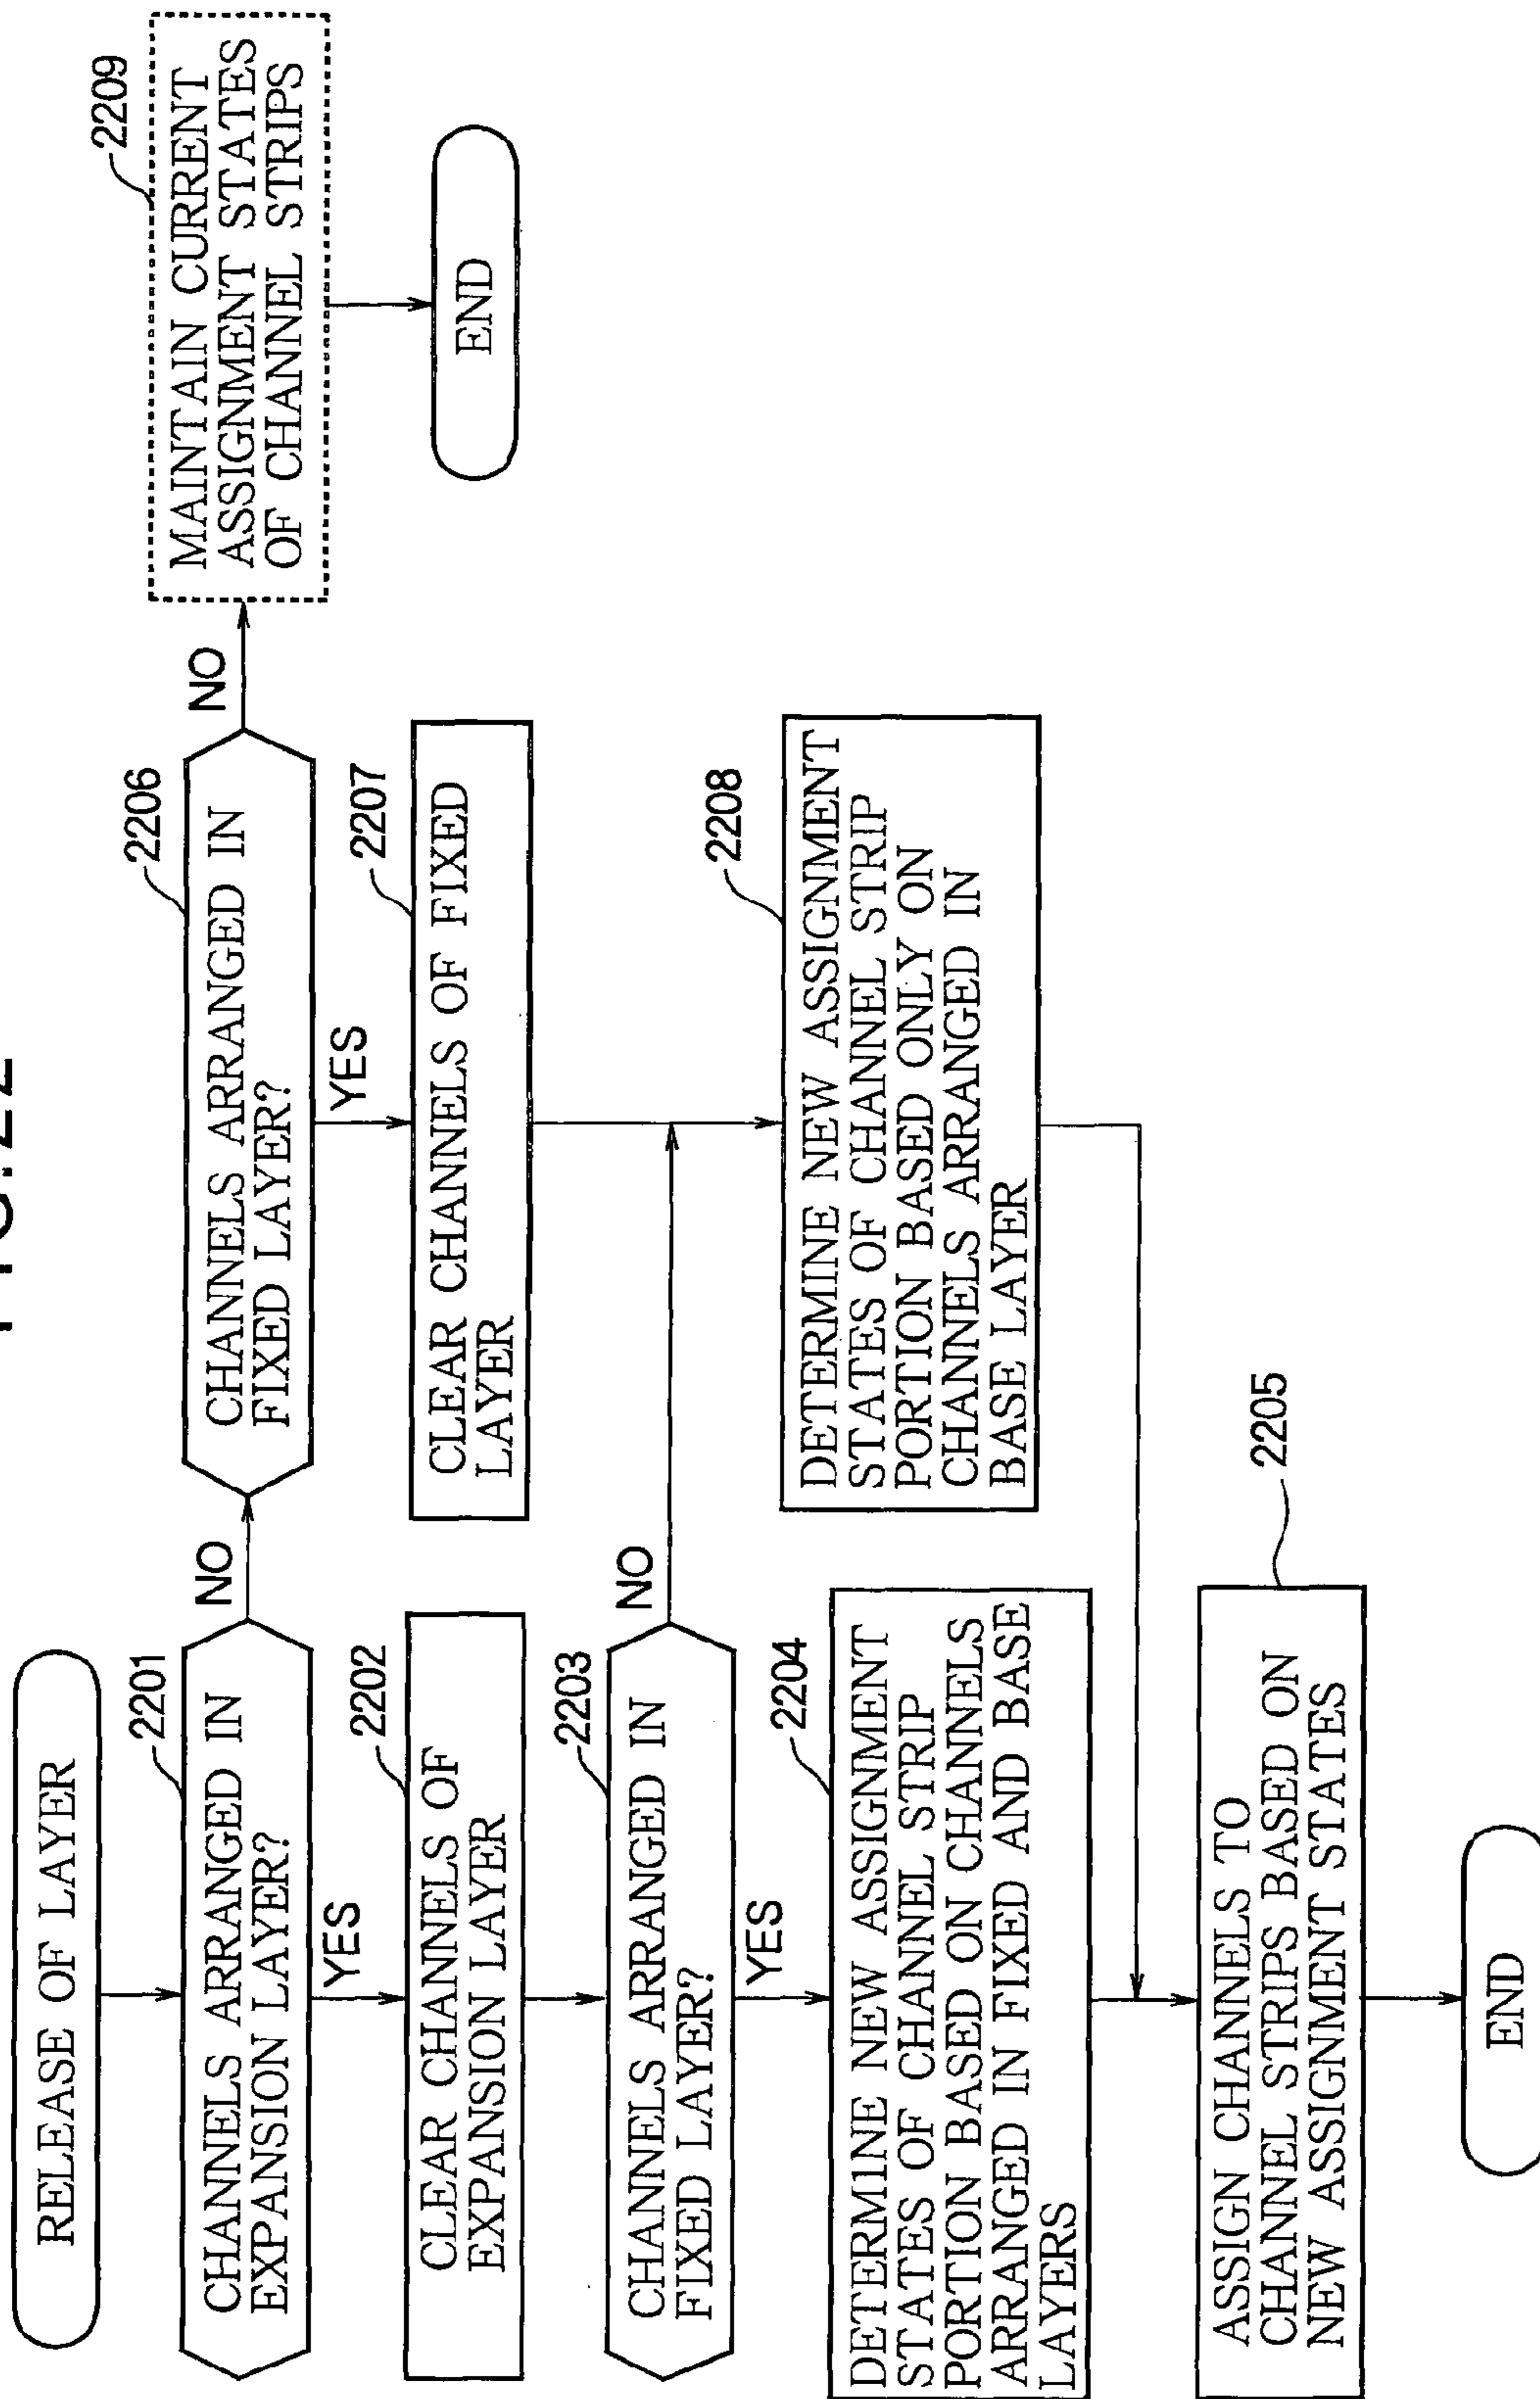 FIG.22
RELEASE OF LAYER
2201
CHANNELS ARRANGED IN
EXPANSION LAYER?
NO
YES
2202
CLEAR CHANNELS OF
EXPANSION LAYER
2203
CHANNELS ARRANGED IN
FIXED LAYER?
NO
YES
2204
DETERMINE NEW ASSIGNMENT
STATES OF CHANNEL STRIP
PORTION BASED ON CHANNELS
ARRANGED IN FIXED AND BASE
LAYERS
2205
ASSIGN CHANNELS TO
CHANNEL STRIPS BASED ON
NEW ASSIGNMENT STATES
END
2206
CHANNELS ARRANGED IN
FIXED LAYER?
NO
YES
2207
CLEAR CHANNELS OF FIXED
LAYER
2208
DETERMINE NEW ASSIGNMENT
STATES OF CHANNEL STRIP
PORTION BASED ONLY ON
CHANNELS ARRANGED IN
BASE LAYER
2209
MAINTAIN CURRENT
ASSIGNMENT STATES
OF CHANNEL STRIPS
END